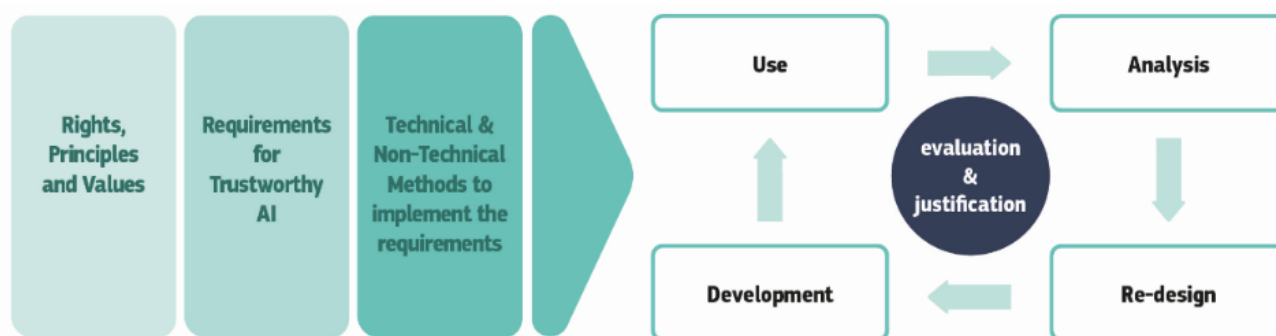 Rights,
Principles
and Values
Requirements
for
Trustworthy
AI
Technical &
Non-Technical
Methods to
implement the
requirements
Use
Analysis
evaluation
&
justification
Development
Re-design